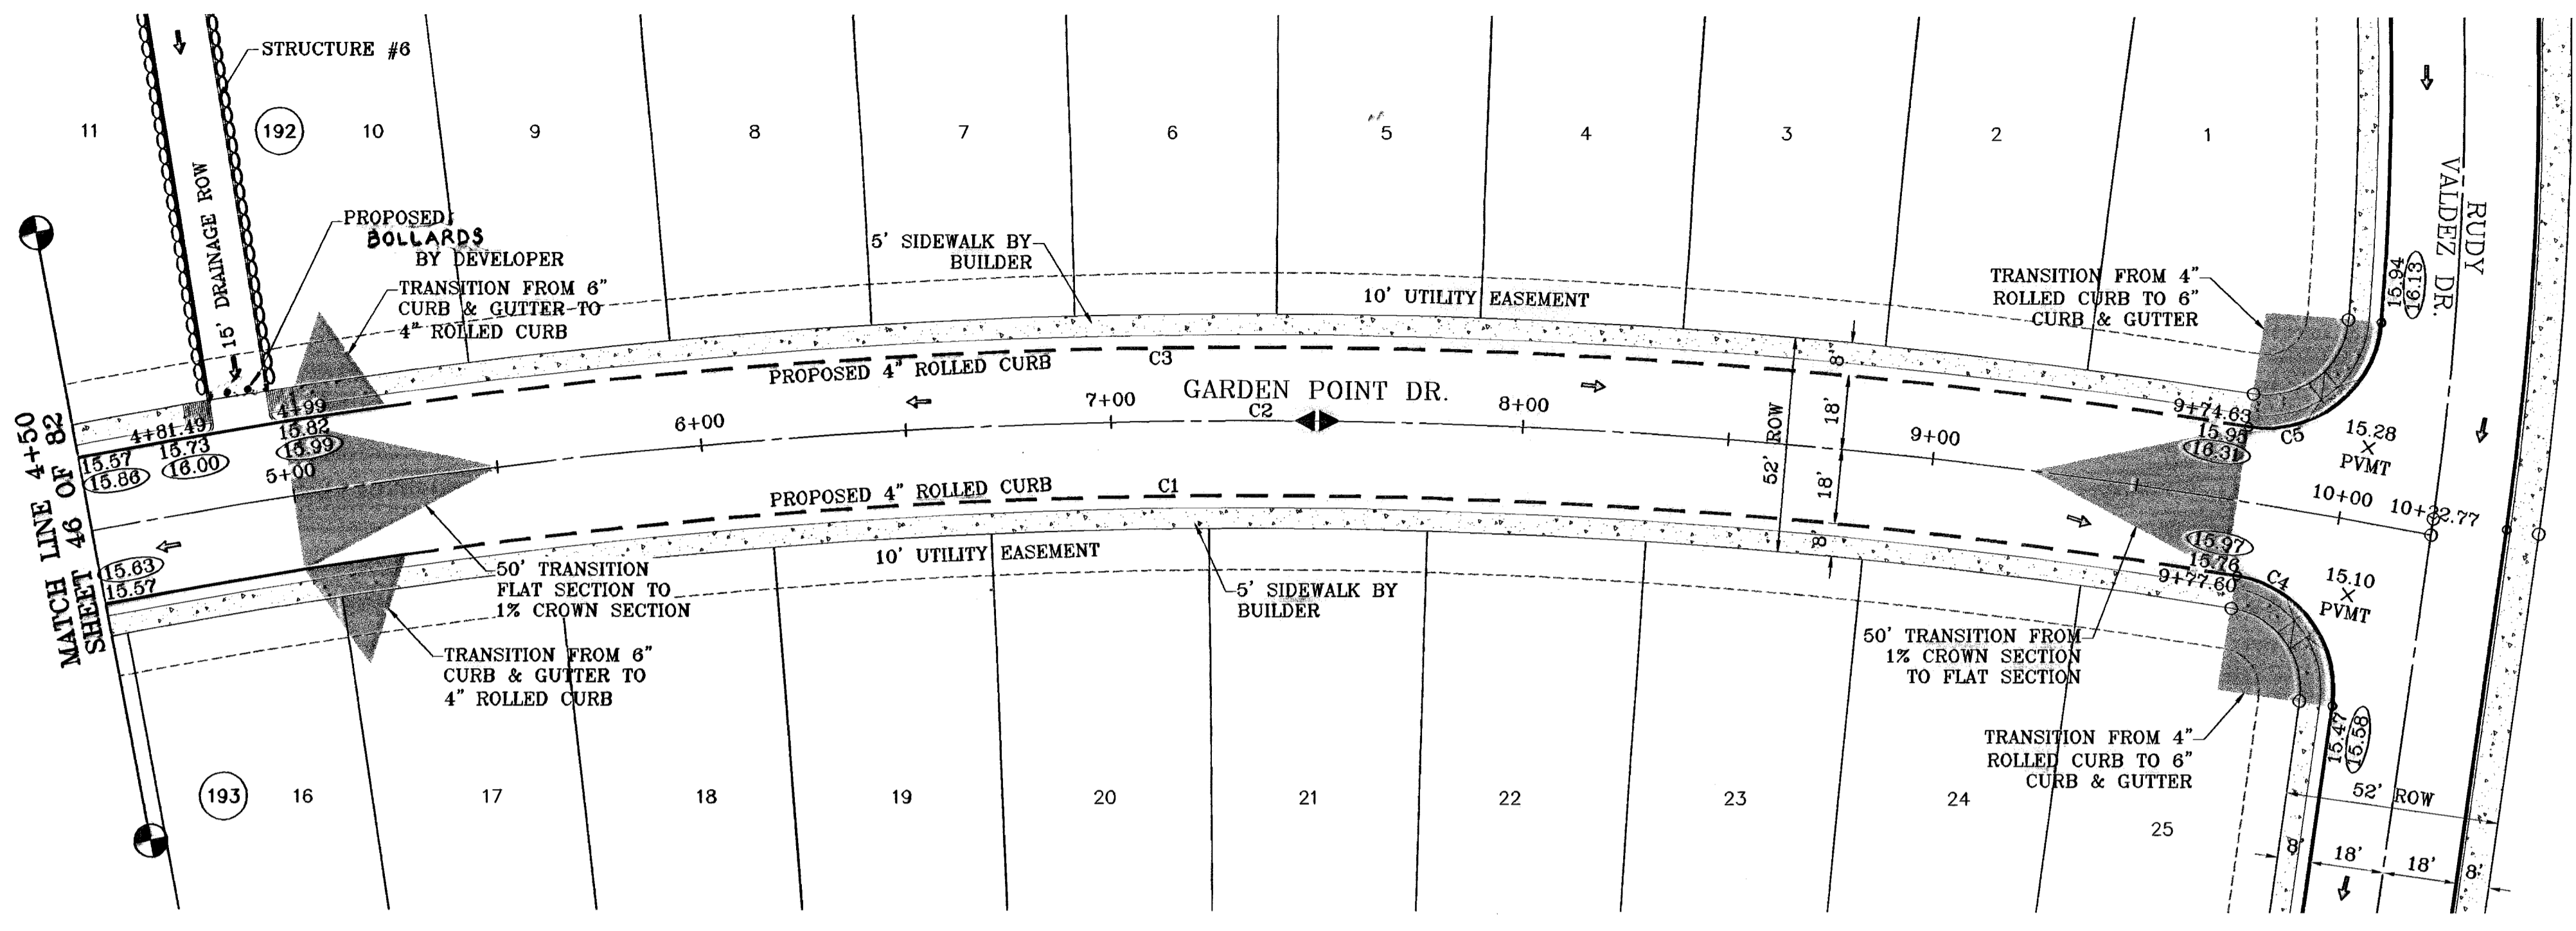 STRUCTURE #6
11
192
10
9
8
7
6
5
4
3
2
1
15' DRAINAGE ROW
PROPOSED
BOLLARDS
BY DEVELOPER
TRANSITION FROM 6"
CURB & GUTTER TO
4" ROLLED CURB
5' SIDEWALK BY
BUILDER
10' UTILITY EASEMENT
TRANSITION FROM 4"
ROLLED CURB TO 6"
CURB & GUTTER
RUDY
VALDEZ DR.
15.94
16.13
PROPOSED 4" ROLLED CURB
C3
GARDEN POINT DR.
8'
18'
52' ROW
18'
8'
MATCH LINE 4+50
SHEET 46 OF 82
4+81.49
15.57
15.86
15.73
16.00
4+99
15.82
15.99
5+00
6+00
7+00
C2
8+00
9+00
9+74.63
15.95
16.31
C5
15.28
PVMT
10+00
10+22.77
15.63
15.57
PROPOSED 4" ROLLED CURB
C1
10' UTILITY EASEMENT
50' TRANSITION
FLAT SECTION TO
1% CROWN SECTION
5' SIDEWALK BY
BUILDER
TRANSITION FROM 6"
CURB & GUTTER TO
4" ROLLED CURB
15.97
15.76
9+77.60
C4
15.10
PVMT
50' TRANSITION FROM
1% CROWN SECTION
TO FLAT SECTION
TRANSITION FROM 4"
ROLLED CURB TO 6"
CURB & GUTTER
15.47
15.58
193
16
17
18
19
20
21
22
23
24
25
52' ROW
8'
18'
18'
8'